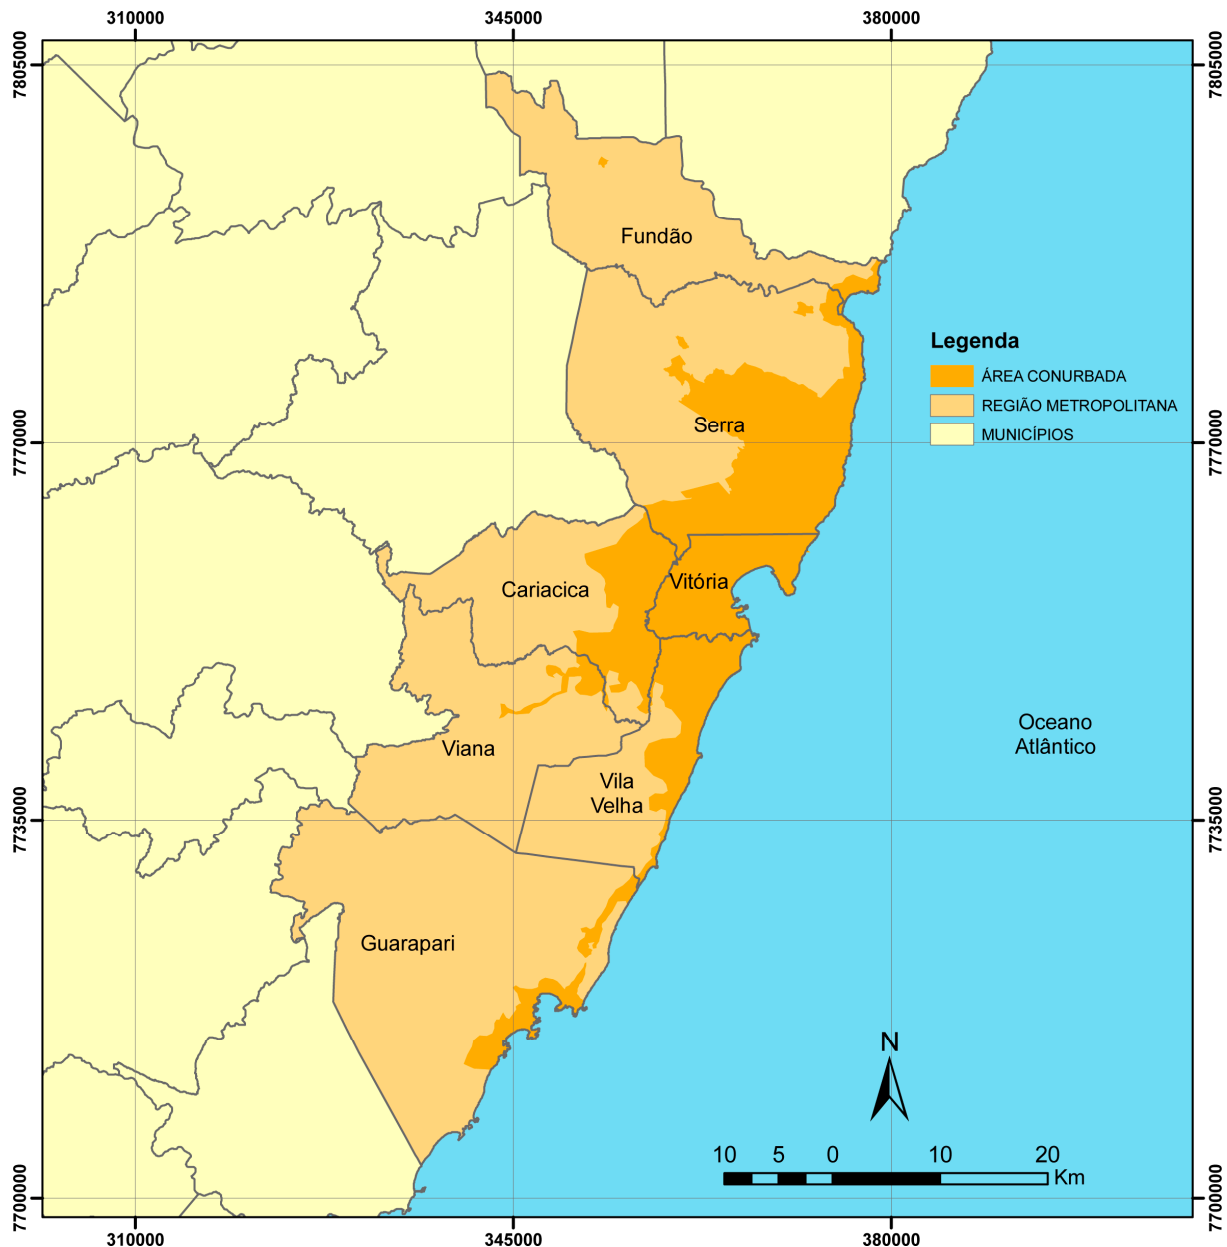 310000
345000
380000
7805000
7805000
Fundão
Legenda
ÁREA CONURBADA
REGIÃO METROPOLITANA
MUNICÍPIOS
Serra
7770000
7770000
Vitória
Cariacica
Oceano
Atlântico
Viana
Vila
Velha
7735000
7735000
Guarapari
N
10 5 0 10 20
Km
7700000
7700000
310000
345000
380000